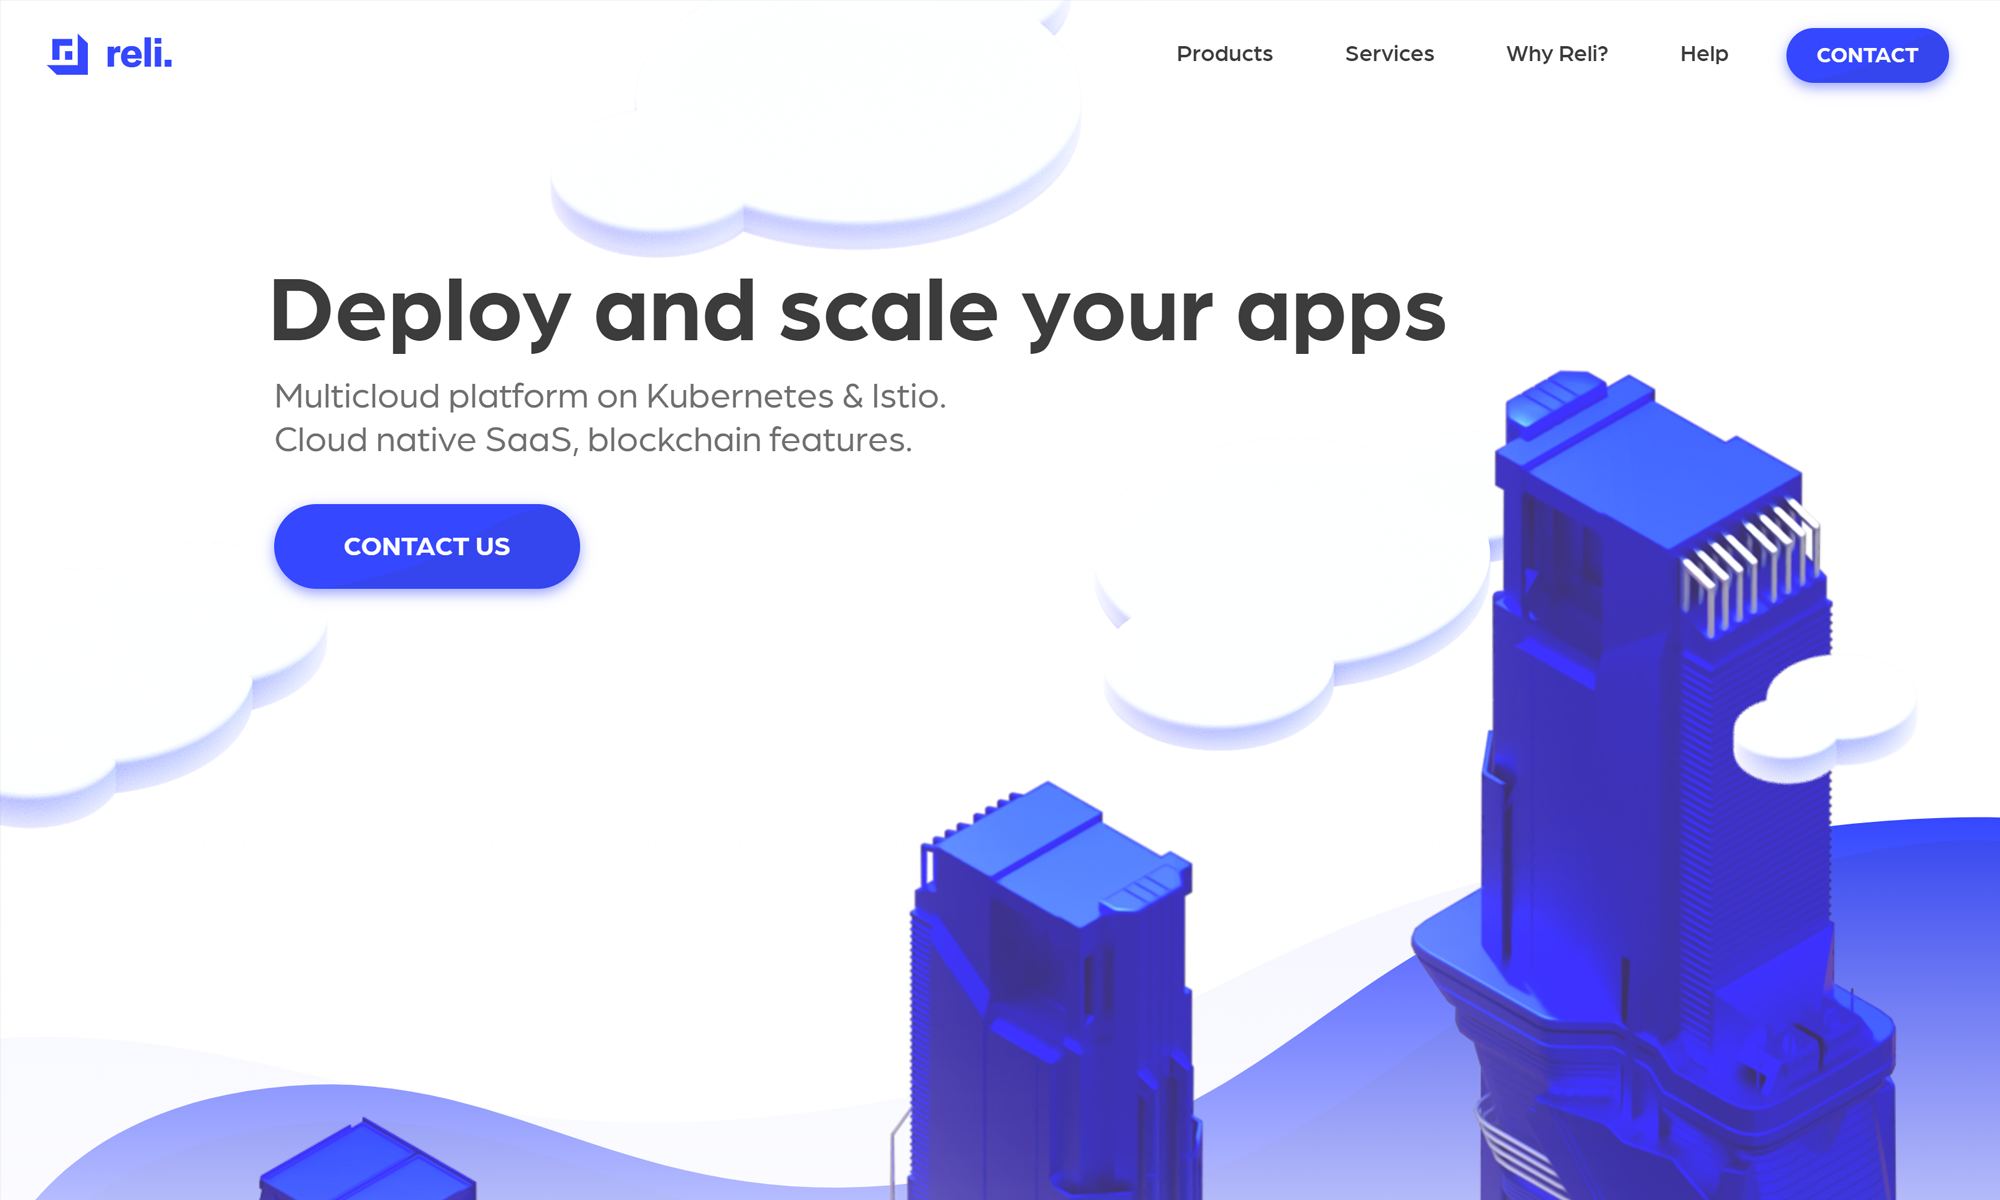 reli.
Products
Services
Why Reli?
Help
CONTACT
Deploy and scale your apps
Multicloud platform on Kubernetes & Istio.
Cloud native SaaS, blockchain features.
CONTACT US